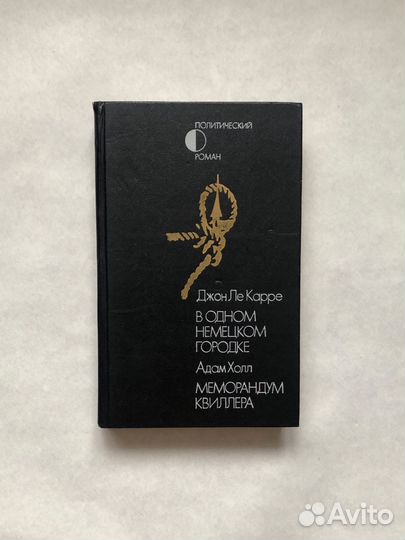 ПОЛИТИЧЕСКИЙ
РОМАН
Джон Ле Карре
В ОДНОМ
НЕМЕЦКОМ
ГОРОДКЕ
Адам Холл
МЕМОРАНДУМ
КВИЛЛЕРА
Avito